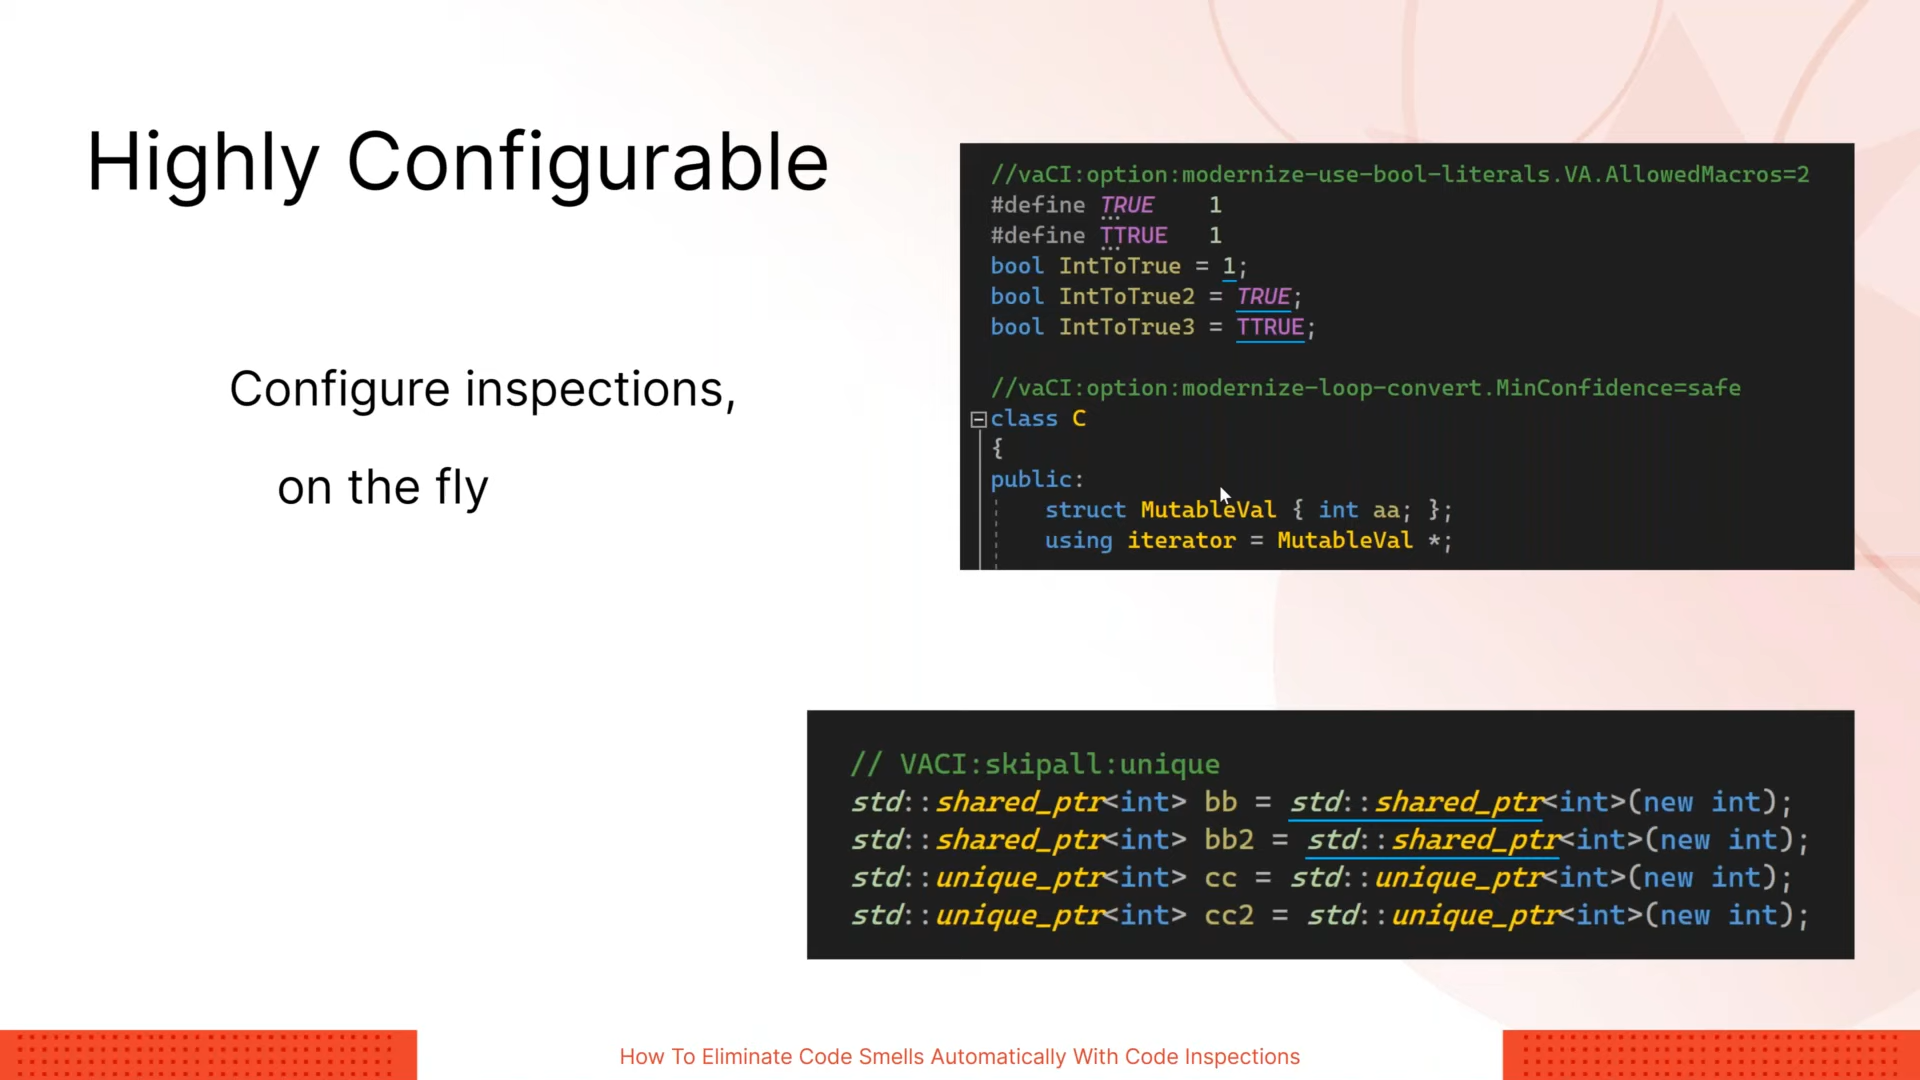 Highly Configurable
Configure inspections,
on the fly
//vaCI:option:modernize-use-bool-literals.VA.AllowedMacros=2
#define TRUE    1
#define TTRUE   1
bool IntToTrue = 1;
bool IntToTrue2 = TRUE;
bool IntToTrue3 = TTRUE;
//vaCI:option:modernize-loop-convert.MinConfidence=safe
class C
{
public:
    struct MutableVal { int aa; };
    using iterator = MutableVal *;
// VACI:skipall:unique
std::shared_ptr<int> bb = std::shared_ptr<int>(new int);
std::shared_ptr<int> bb2 = std::shared_ptr<int>(new int);
std::unique_ptr<int> cc = std::unique_ptr<int>(new int);
std::unique_ptr<int> cc2 = std::unique_ptr<int>(new int);
How To Eliminate Code Smells Automatically With Code Inspections